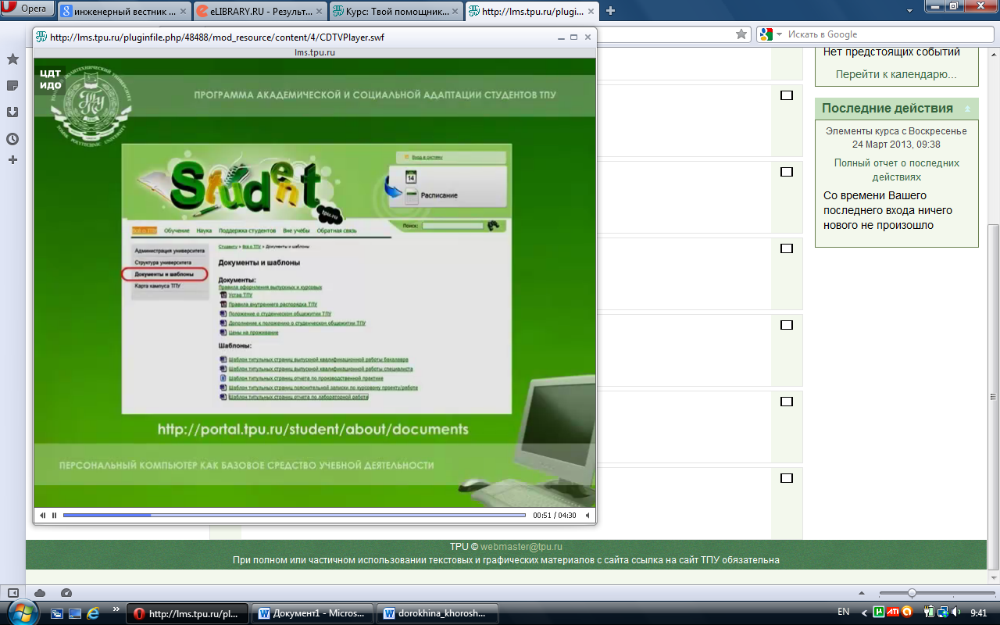 Opera
инженерный вестник
eLIBRARY.RU - Результ...
Курс: Твой помощник...
http://lms.tpu.ru/plugi...
Искать в Google
http://lms.tpu.ru/pluginfile.php/48488/mod_resource/content/4/CDTVPlayer.swf
lms.tpu.ru
ЦДТ
ИДО
ПРОГРАММА АКАДЕМИЧЕСКОЙ И СОЦИАЛЬНОЙ АДАПТАЦИИ СТУДЕНТОВ ТПУ
Student
tpu.ru
Вход в систему
14
Расписание
Поиск:
Всё о ТПУ Обучение Наука Поддержка студентов Вне учёбы Обратная связь
Администрация университета
Структура университета
Документы и шаблоны
Карта кампуса ТПУ
Студенту » Всё о ТПУ » Документы и шаблоны
Документы и шаблоны
Документы:
Правила оформления выпускных и курсовых
Устав ТПУ
Правила внутреннего распорядка ТПУ
Положение о студенческом общежитии ТПУ
Дополнение к положению о студенческом общежитии ТПУ
Цены на проживание
Шаблоны:
Шаблон титульных страниц выпускной квалификационной работы бакалавра
Шаблон титульных страниц выпускной квалификационной работы специалиста
Шаблон титульных страниц отчета по производственной практике
Шаблон титульных страниц пояснительной записки по курсовому проекту/работе
Шаблон титульных страниц отчета по лабораторной работе
http://portal.tpu.ru/student/about/documents
ПЕРСОНАЛЬНЫЙ КОМПЬЮТЕР КАК БАЗОВОЕ СРЕДСТВО УЧЕБНОЙ ДЕЯТЕЛЬНОСТИ
00:51 / 04:30
Нет предстоящих событий
Перейти к календарю...
Последние действия
Элементы курса с Воскресенье
24 Март 2013, 09:38
Полный отчет о последних
действиях
Со времени Вашего
последнего входа ничего
нового не произошло
TPU © webmaster@tpu.ru
При полном или частичном использовании текстовых и графических материалов с сайта ссылка на сайт ТПУ обязательна
http://lms.tpu.ru/pl...
Документ1 - Micros...
dorokhina_khorosh...
EN
ATI
9:41